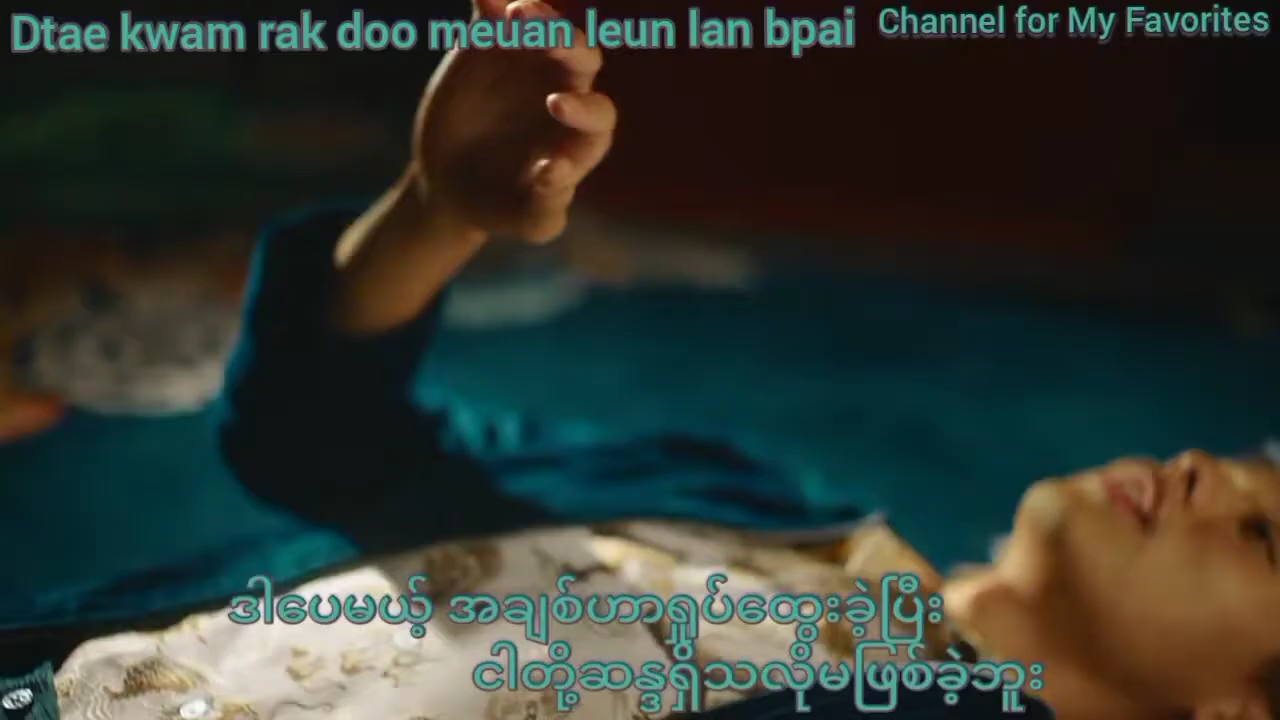 Dtae kwam rak doo meuan leun lan bpai
Channel for My Favorites
ဒါပေမယ့် အချစ်ဟာရှုပ်ထွေးခဲ့ပြီး
ငါတို့ဆန္ဒရှိသလိုမဖြစ်ခဲ့ဘူး